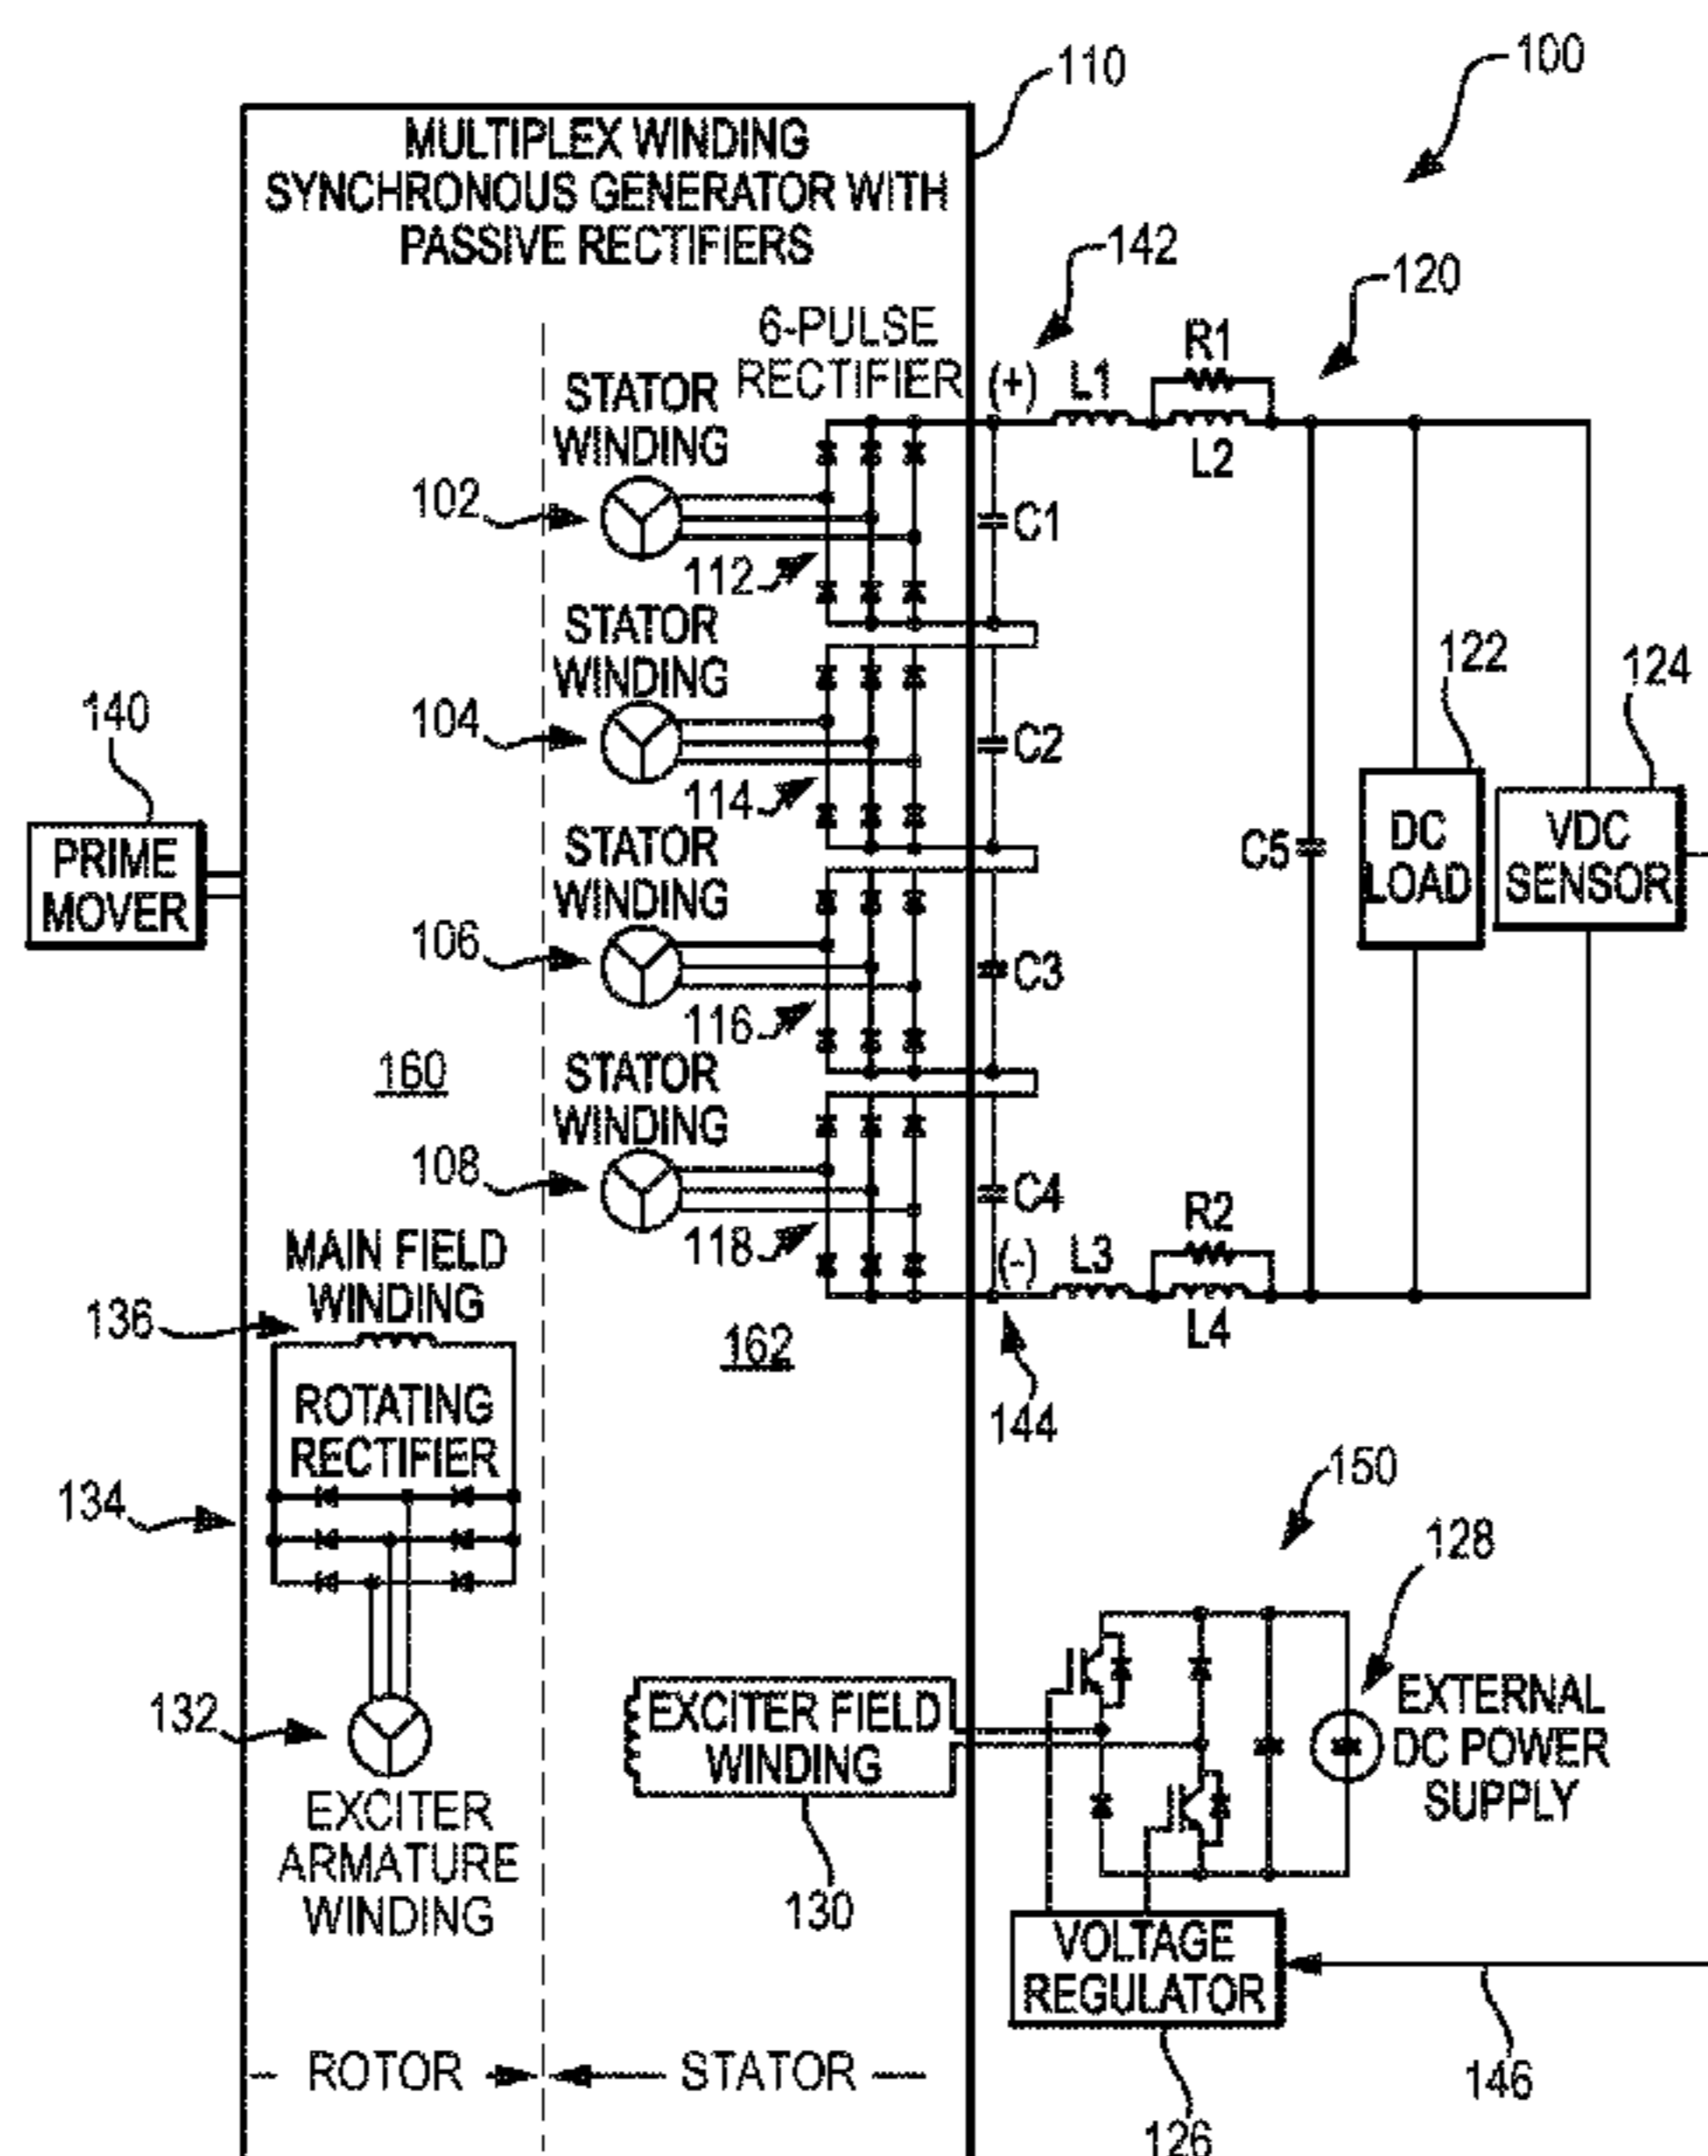 100
110
MULTIPLEX WINDING
SYNCHRONOUS GENERATOR WITH
PASSIVE RECTIFIERS
142
120
6-PULSE
RECTIFIER
(+)
L1
R1
L2
STATOR
WINDING
102
112
C1
STATOR
WINDING
104
114
C2
122
124
140
PRIME
MOVER
STATOR
WINDING
C5
DC
LOAD
VDC
SENSOR
106
116
C3
160
STATOR
WINDING
108
118
C4
(-)
L3
R2
L4
MAIN FIELD
WINDING
136
162
144
ROTATING
RECTIFIER
134
150
128
EXTERNAL
DC POWER
SUPPLY
132
EXCITER FIELD
WINDING
EXCITER
ARMATURE
WINDING
130
VOLTAGE
REGULATOR
146
ROTOR
STATOR
126